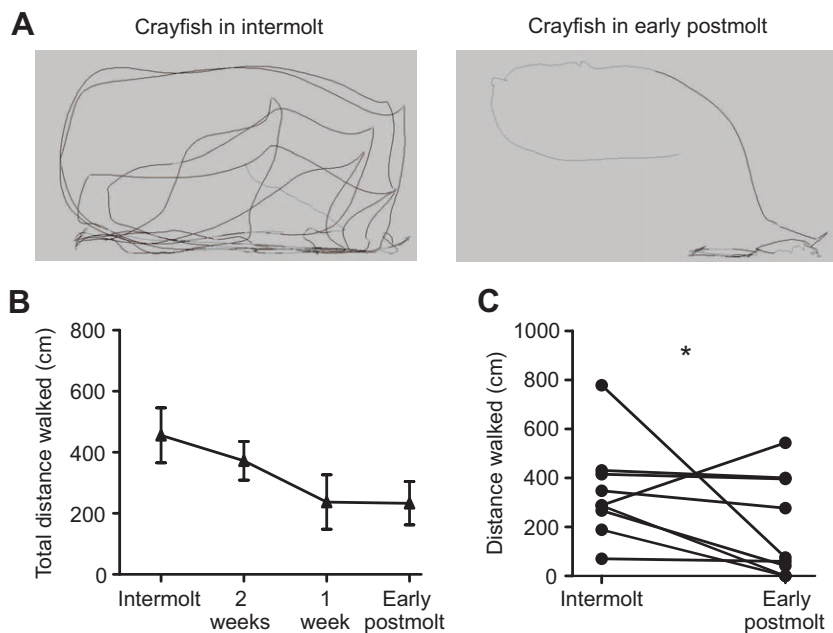 A
Crayfish in intermolt
Crayfish in early postmolt
B
Total distance walked (cm)
800
600
400
200
0
Intermolt
2
weeks
1
week
Early
postmolt
C
Distance walked (cm)
1000
800
600
400
200
0
*
Intermolt
Early
postmolt